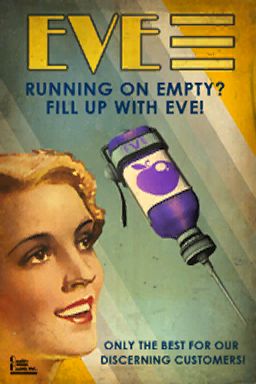 EVE
RUNNING ON EMPTY?
FILL UP WITH EVE!
EVE
ONLY THE BEST FOR OUR
DISCERNING CUSTOMERS!